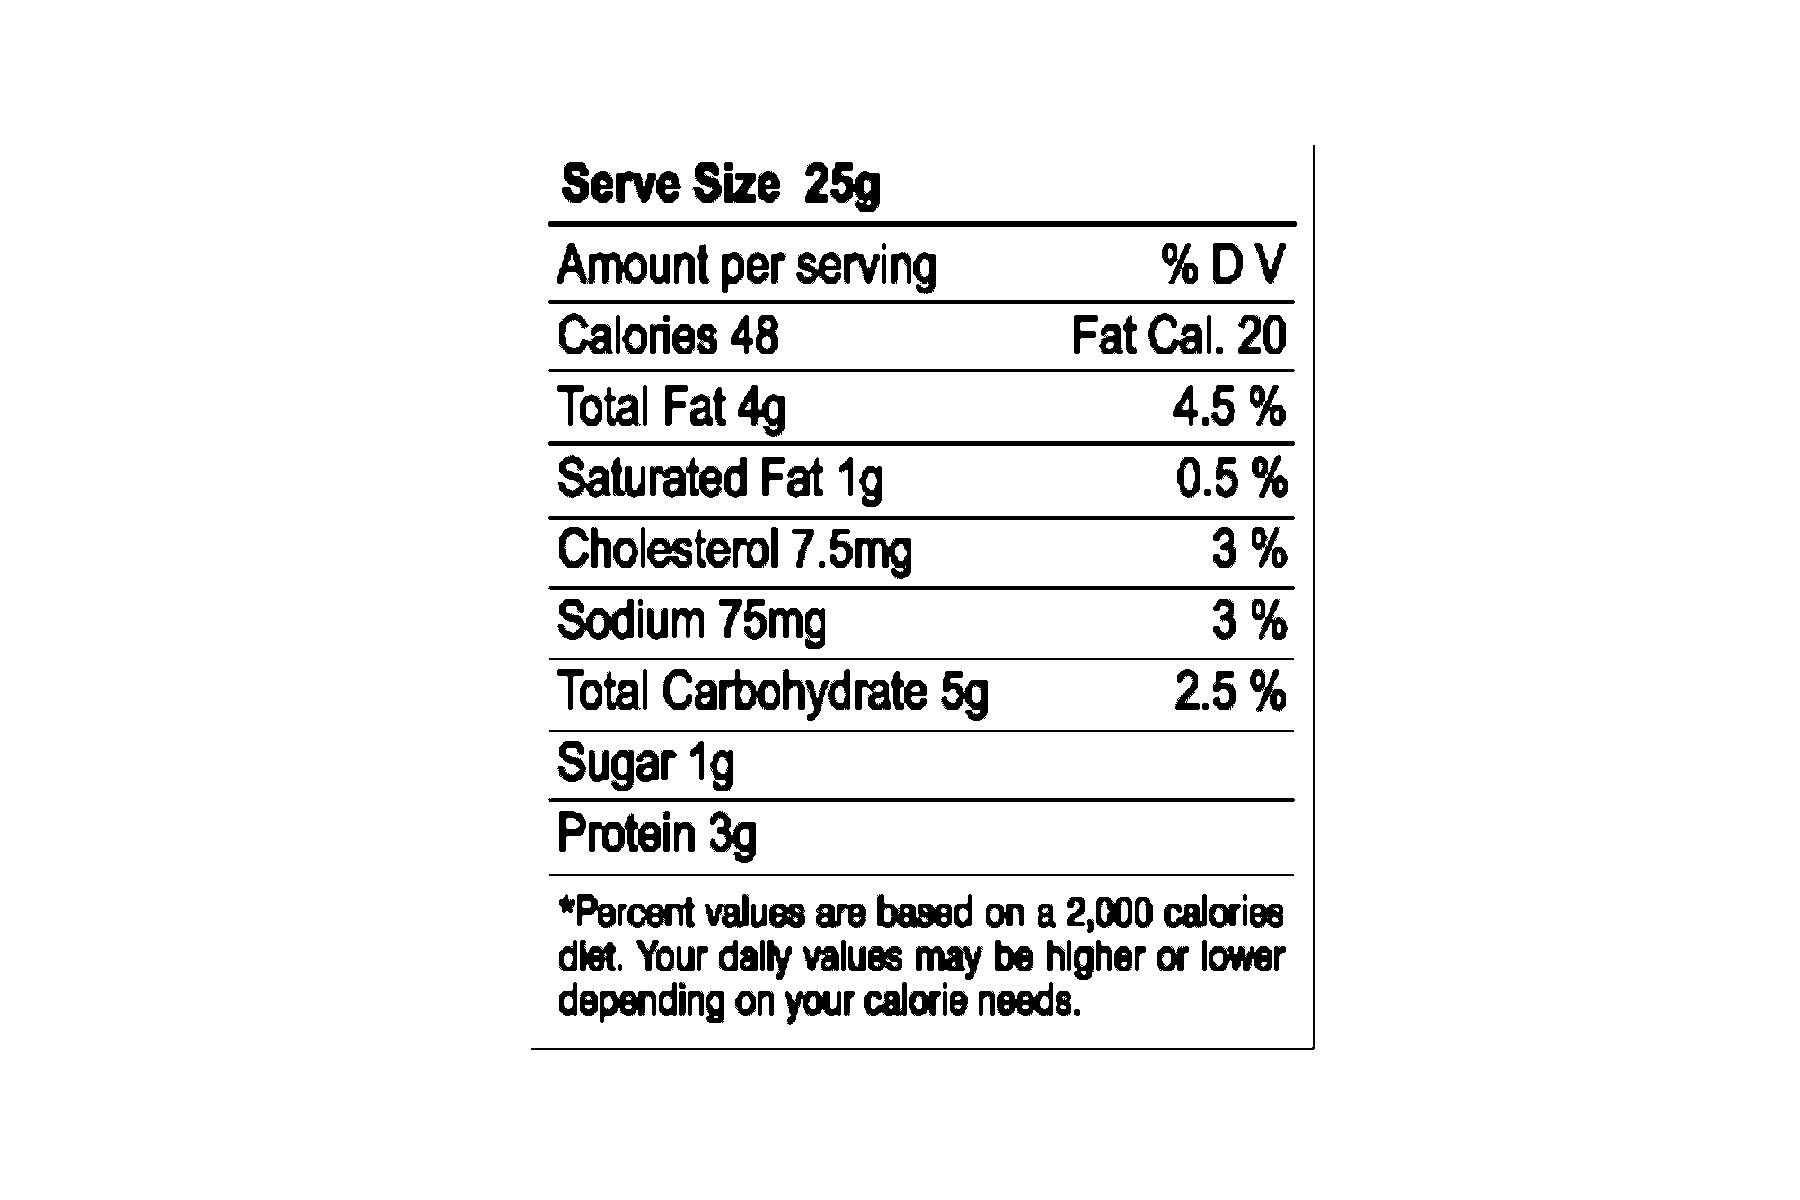 Serve Size 25g
Amount per serving % D V
Calories 48 Fat Cal. 20
Total Fat 4g 4.5 %
Saturated Fat 1g 0.5 %
Cholesterol 7.5mg 3 %
Sodium 75mg 3 %
Total Carbohydrate 5g 2.5 %
Sugar 1g
Protein 3g
*Percent values are based on a 2,000 calories
diet. Your daily values may be higher or lower
depending on your calorie needs.